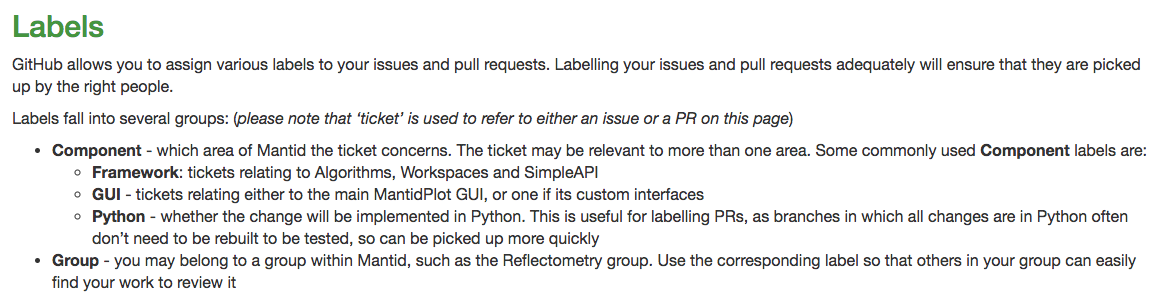 Labels
GitHub allows you to assign various labels to your issues and pull requests. Labelling your issues and pull requests adequately will ensure that they are picked
up by the right people.
Labels fall into several groups: (please note that ‘ticket’ is used to refer to either an issue or a PR on this page)
• Component - which area of Mantid the ticket concerns. The ticket may be relevant to more than one area. Some commonly used Component labels are:
◦ Framework: tickets relating to Algorithms, Workspaces and SimpleAPI
◦ GUI - tickets relating either to the main MantidPlot GUI, or one if its custom interfaces
◦ Python - whether the change will be implemented in Python. This is useful for labelling PRs, as branches in which all changes are in Python often
don’t need to be rebuilt to be tested, so can be picked up more quickly
• Group - you may belong to a group within Mantid, such as the Reflectometry group. Use the corresponding label so that others in your group can easily
find your work to review it